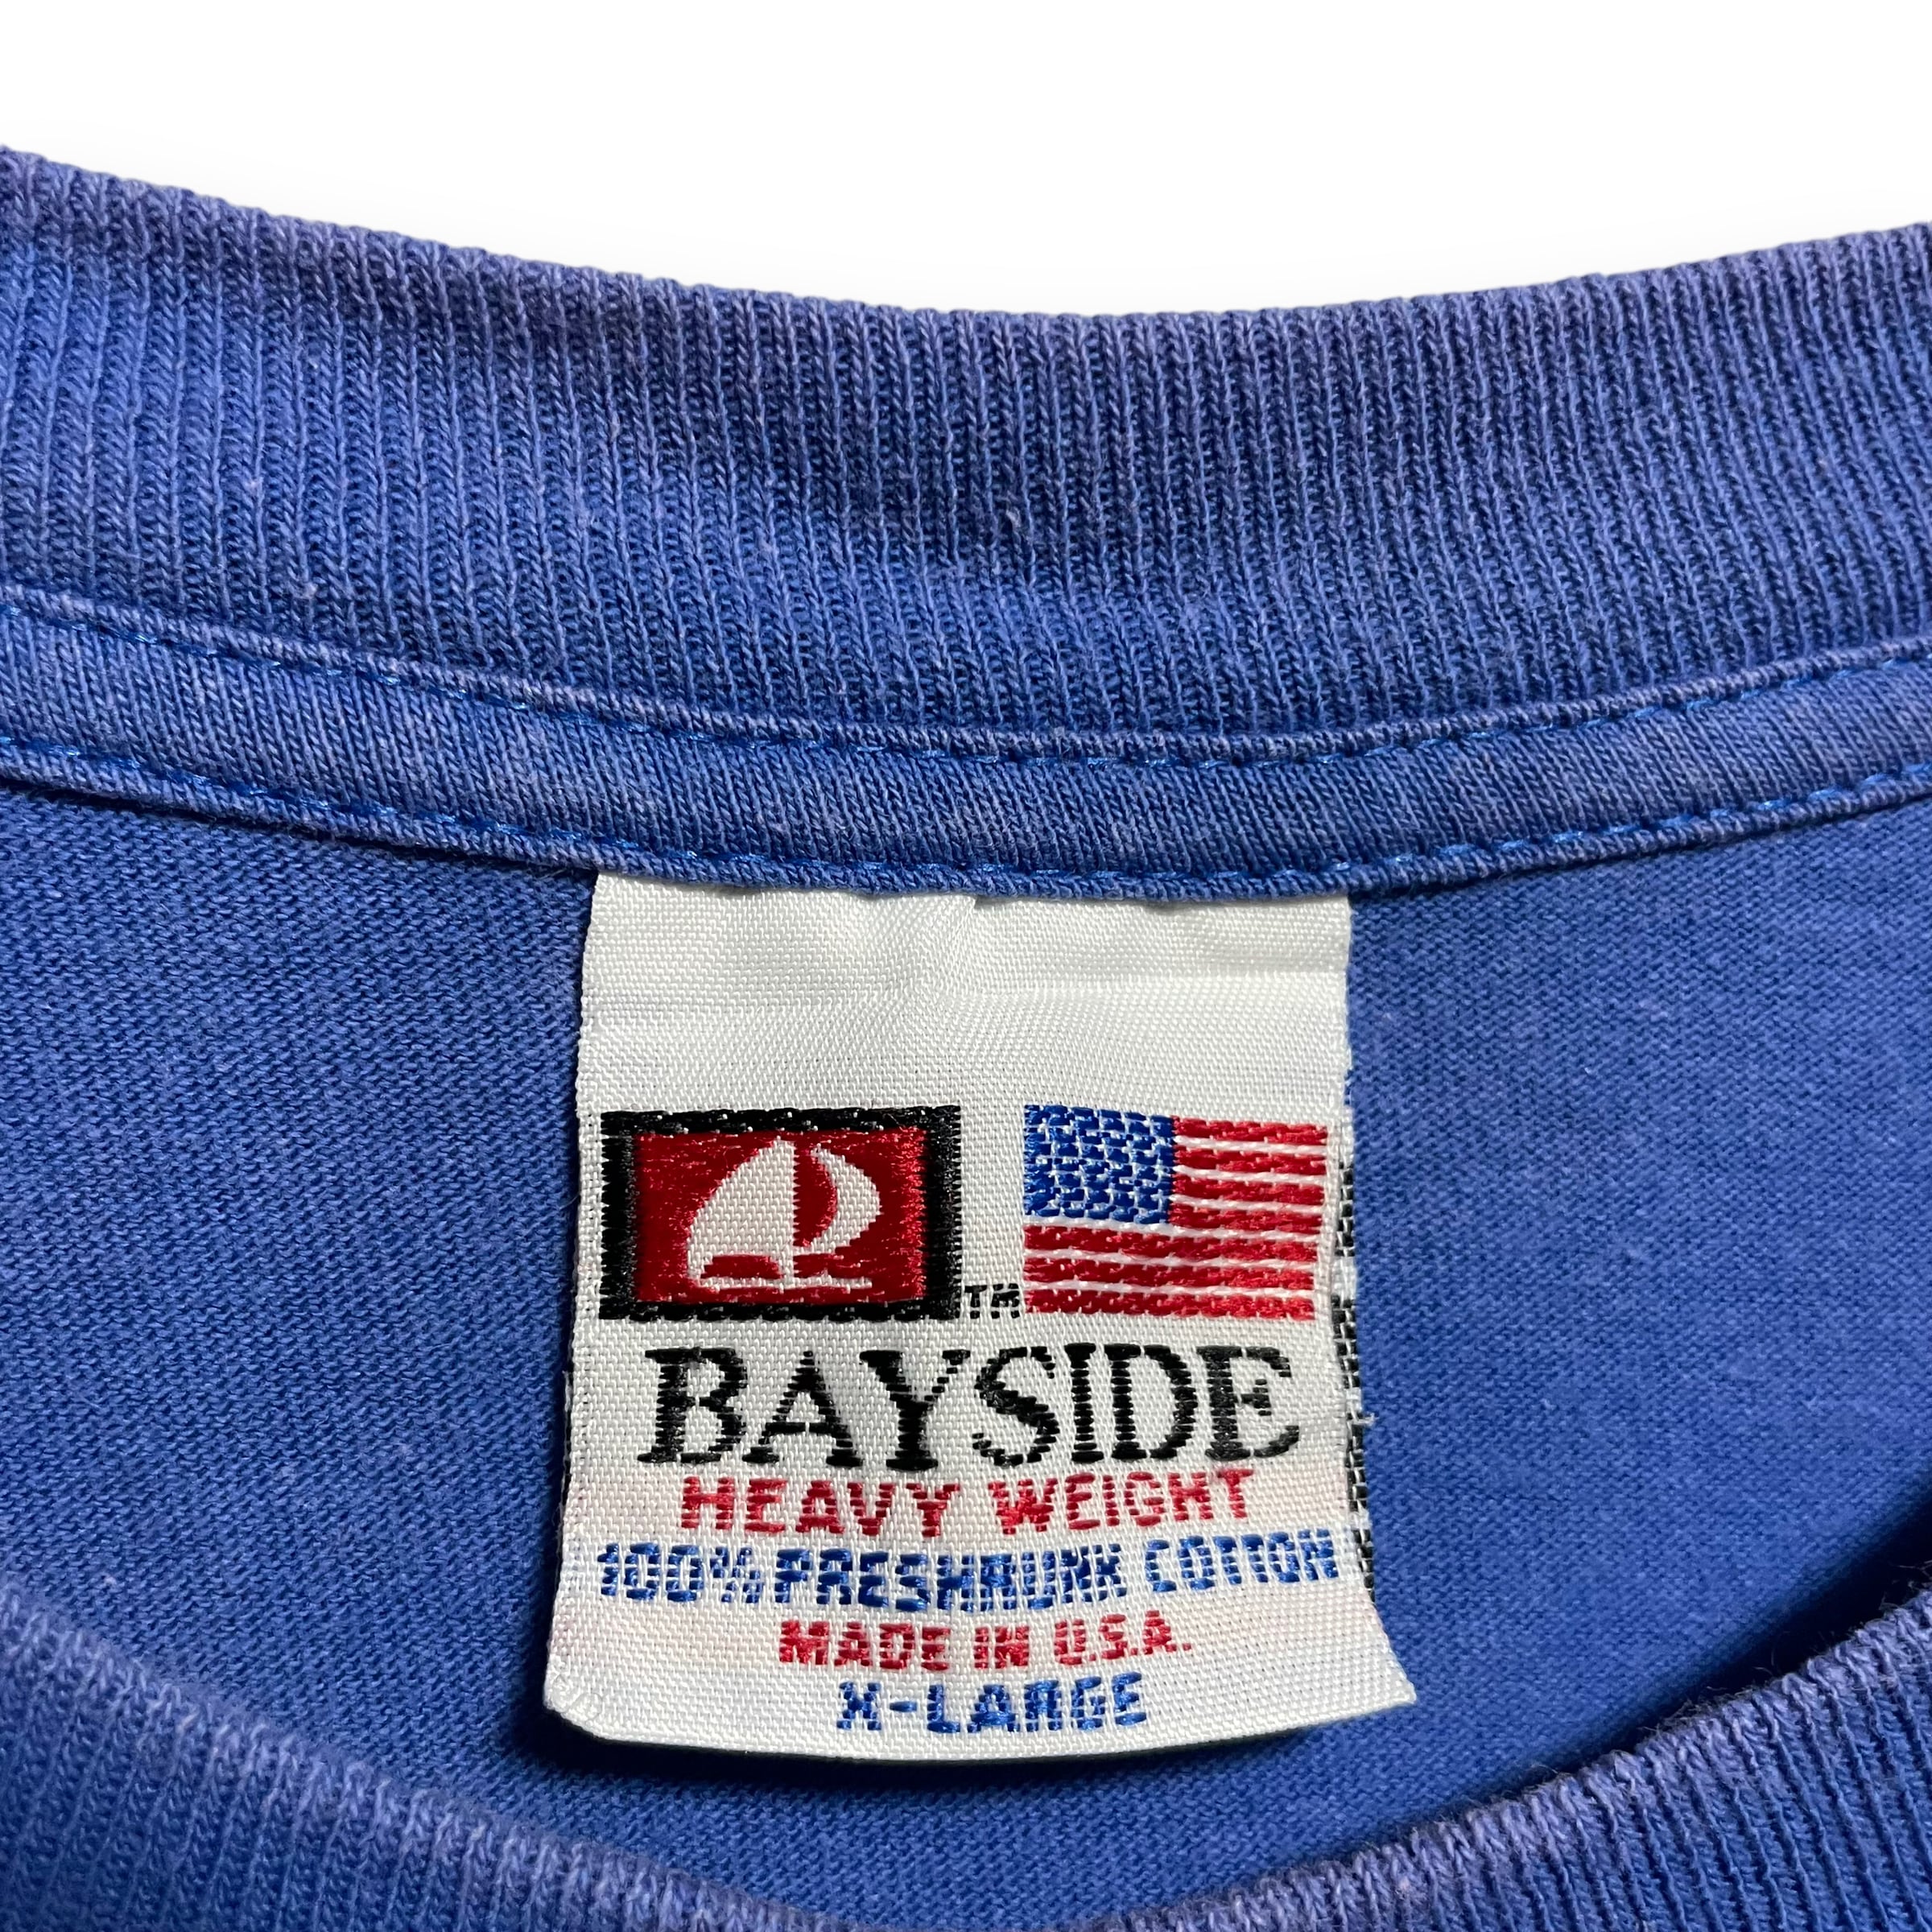 TM
BAYSIDE
HEAVY WEIGHT
100% PRESHRUNK COTTON
MADE IN U.S.A.
X-LARGE